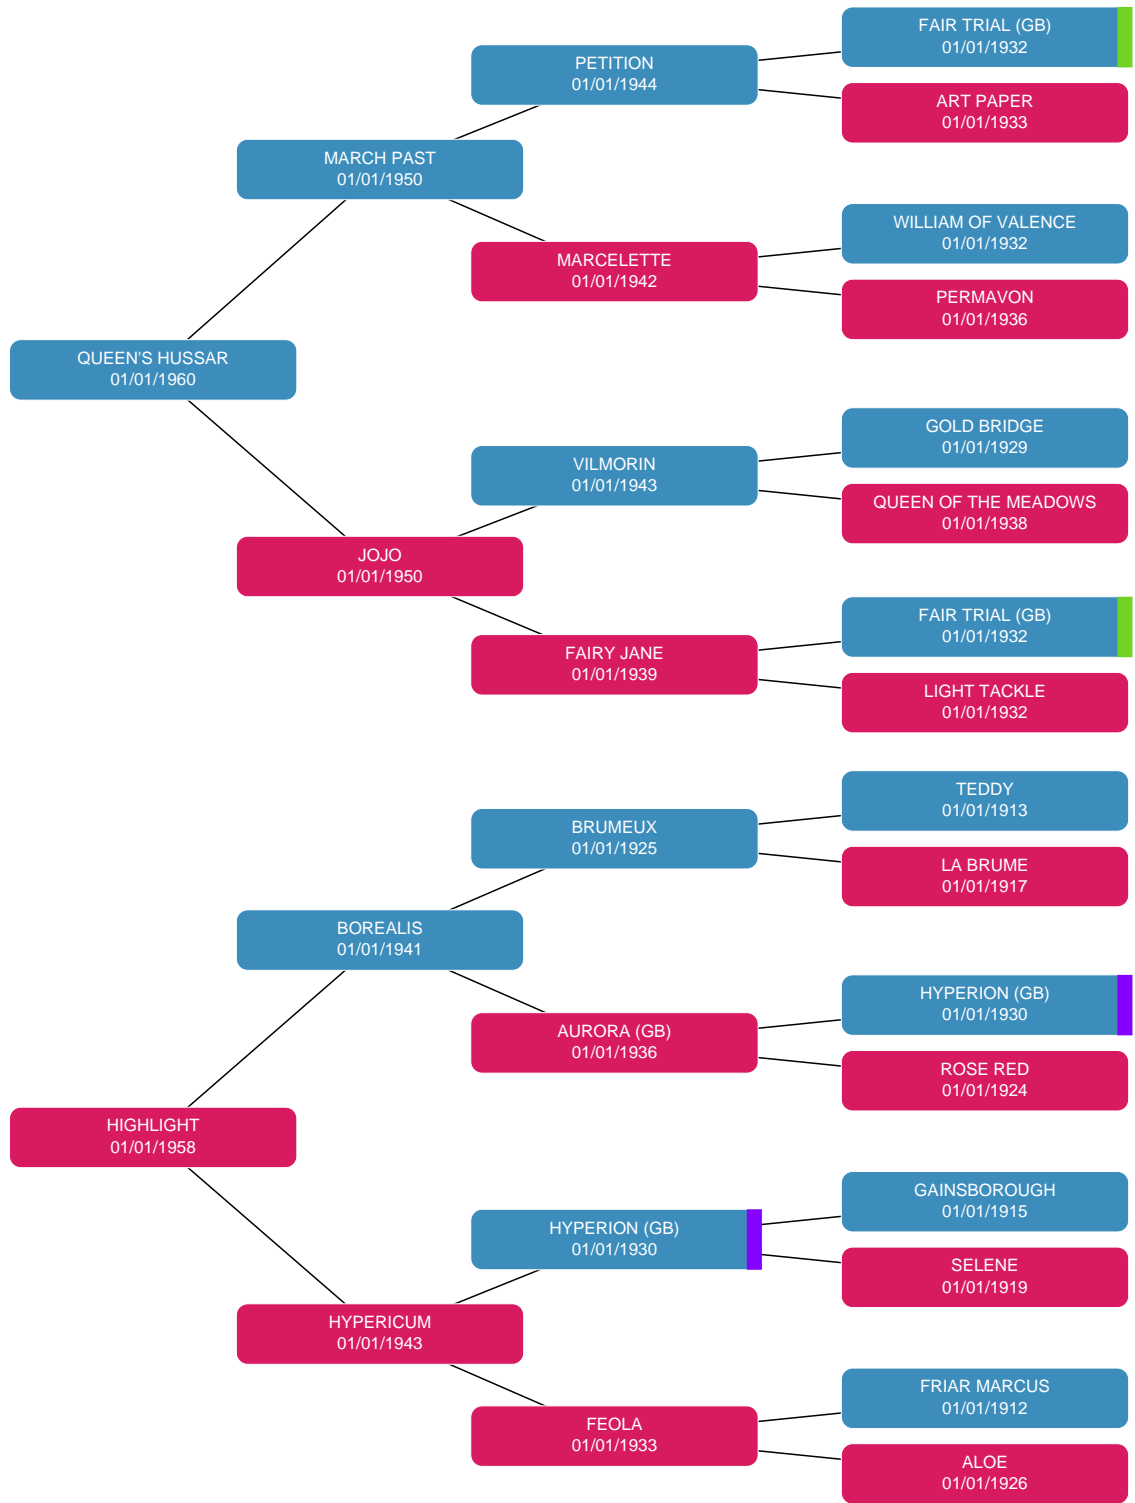 FAIR TRIAL (GB)
01/01/1932
PETITION
01/01/1944
ART PAPER
01/01/1933
MARCH PAST
01/01/1950
WILLIAM OF VALENCE
01/01/1932
MARCELETTE
01/01/1942
PERMAVON
01/01/1936
QUEEN'S HUSSAR
01/01/1960
GOLD BRIDGE
01/01/1929
VILMORIN
01/01/1943
QUEEN OF THE MEADOWS
01/01/1938
JOJO
01/01/1950
FAIR TRIAL (GB)
01/01/1932
FAIRY JANE
01/01/1939
LIGHT TACKLE
01/01/1932
TEDDY
01/01/1913
BRUMEUX
01/01/1925
LA BRUME
01/01/1917
BOREALIS
01/01/1941
HYPERION (GB)
01/01/1930
AURORA (GB)
01/01/1936
ROSE RED
01/01/1924
HIGHLIGHT
01/01/1958
GAINSBOROUGH
01/01/1915
HYPERION (GB)
01/01/1930
SELENE
01/01/1919
HYPERICUM
01/01/1943
FRIAR MARCUS
01/01/1912
FEOLA
01/01/1933
ALOE
01/01/1926